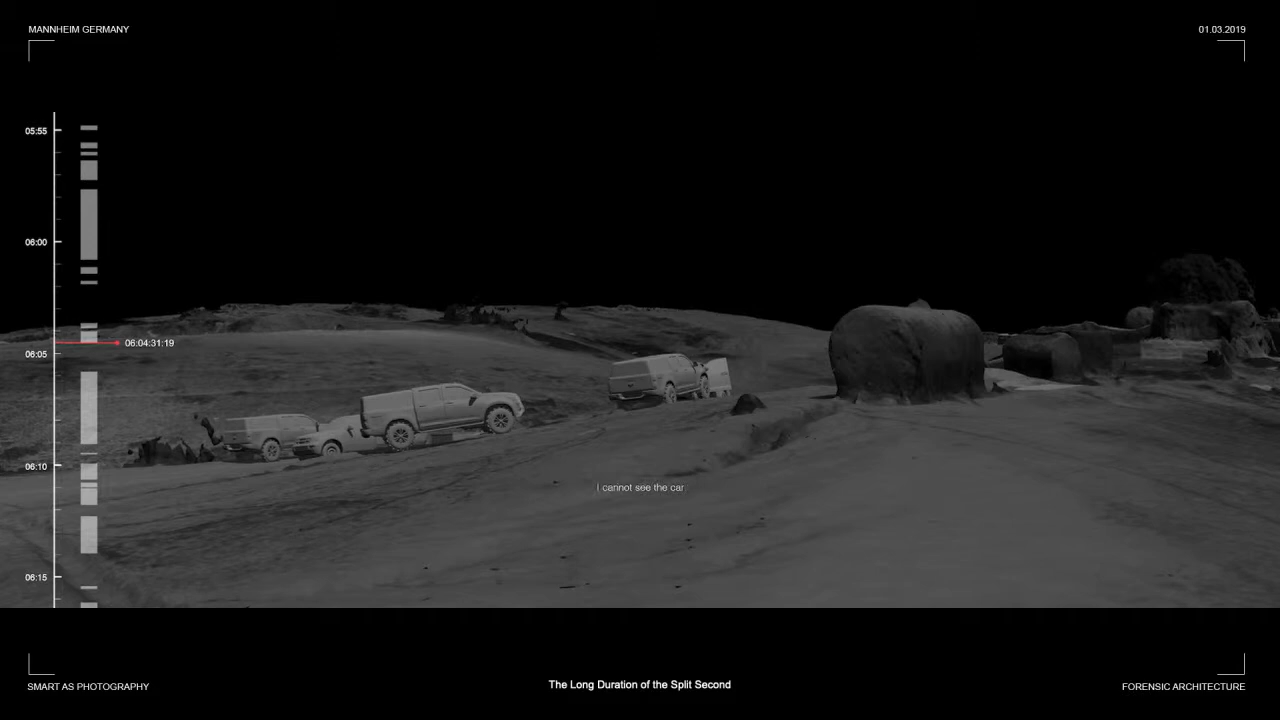 MANNHEIM GERMANY
01.03.2019
05:55
06:00
06:04:31:19
06:05
06:10
I cannot see the car
06:15
SMART AS PHOTOGRAPHY
The Long Duration of the Split Second
FORENSIC ARCHITECTURE